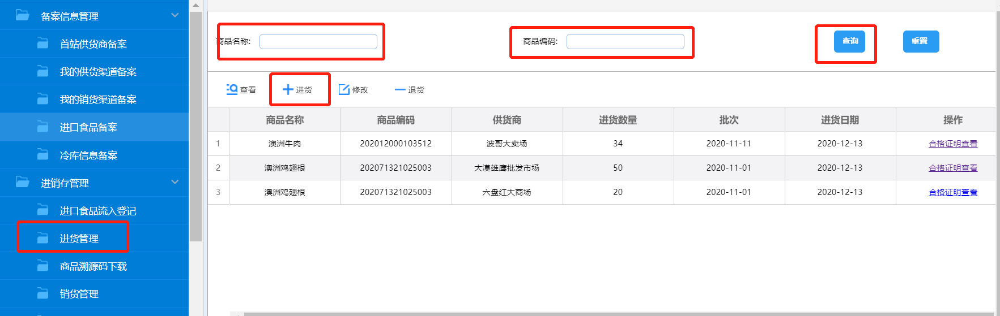 备案信息管理
首站供货商备案
我的供货渠道备案
我的销货渠道备案
进口食品备案
冷库信息备案
进销存管理
进口食品流入登记
进货管理
商品溯源码下载
销货管理
商品名称: 商品编码: 查询 重置
查看 进货 修改 退货
商品名称 商品编码 供货商 进货数量 批次 进货日期 操作
1 澳洲牛肉 202012000103512 波哥大卖场 34 2020-11-11 2020-12-13 合格证明查看
2 澳洲鸡翅根 202071321025003 大漠雄鹰批发市场 50 2020-11-01 2020-12-13 合格证明查看
3 澳洲鸡翅根 202071321025003 六盘红大商场 20 2020-11-01 2020-12-13 合格证明查看